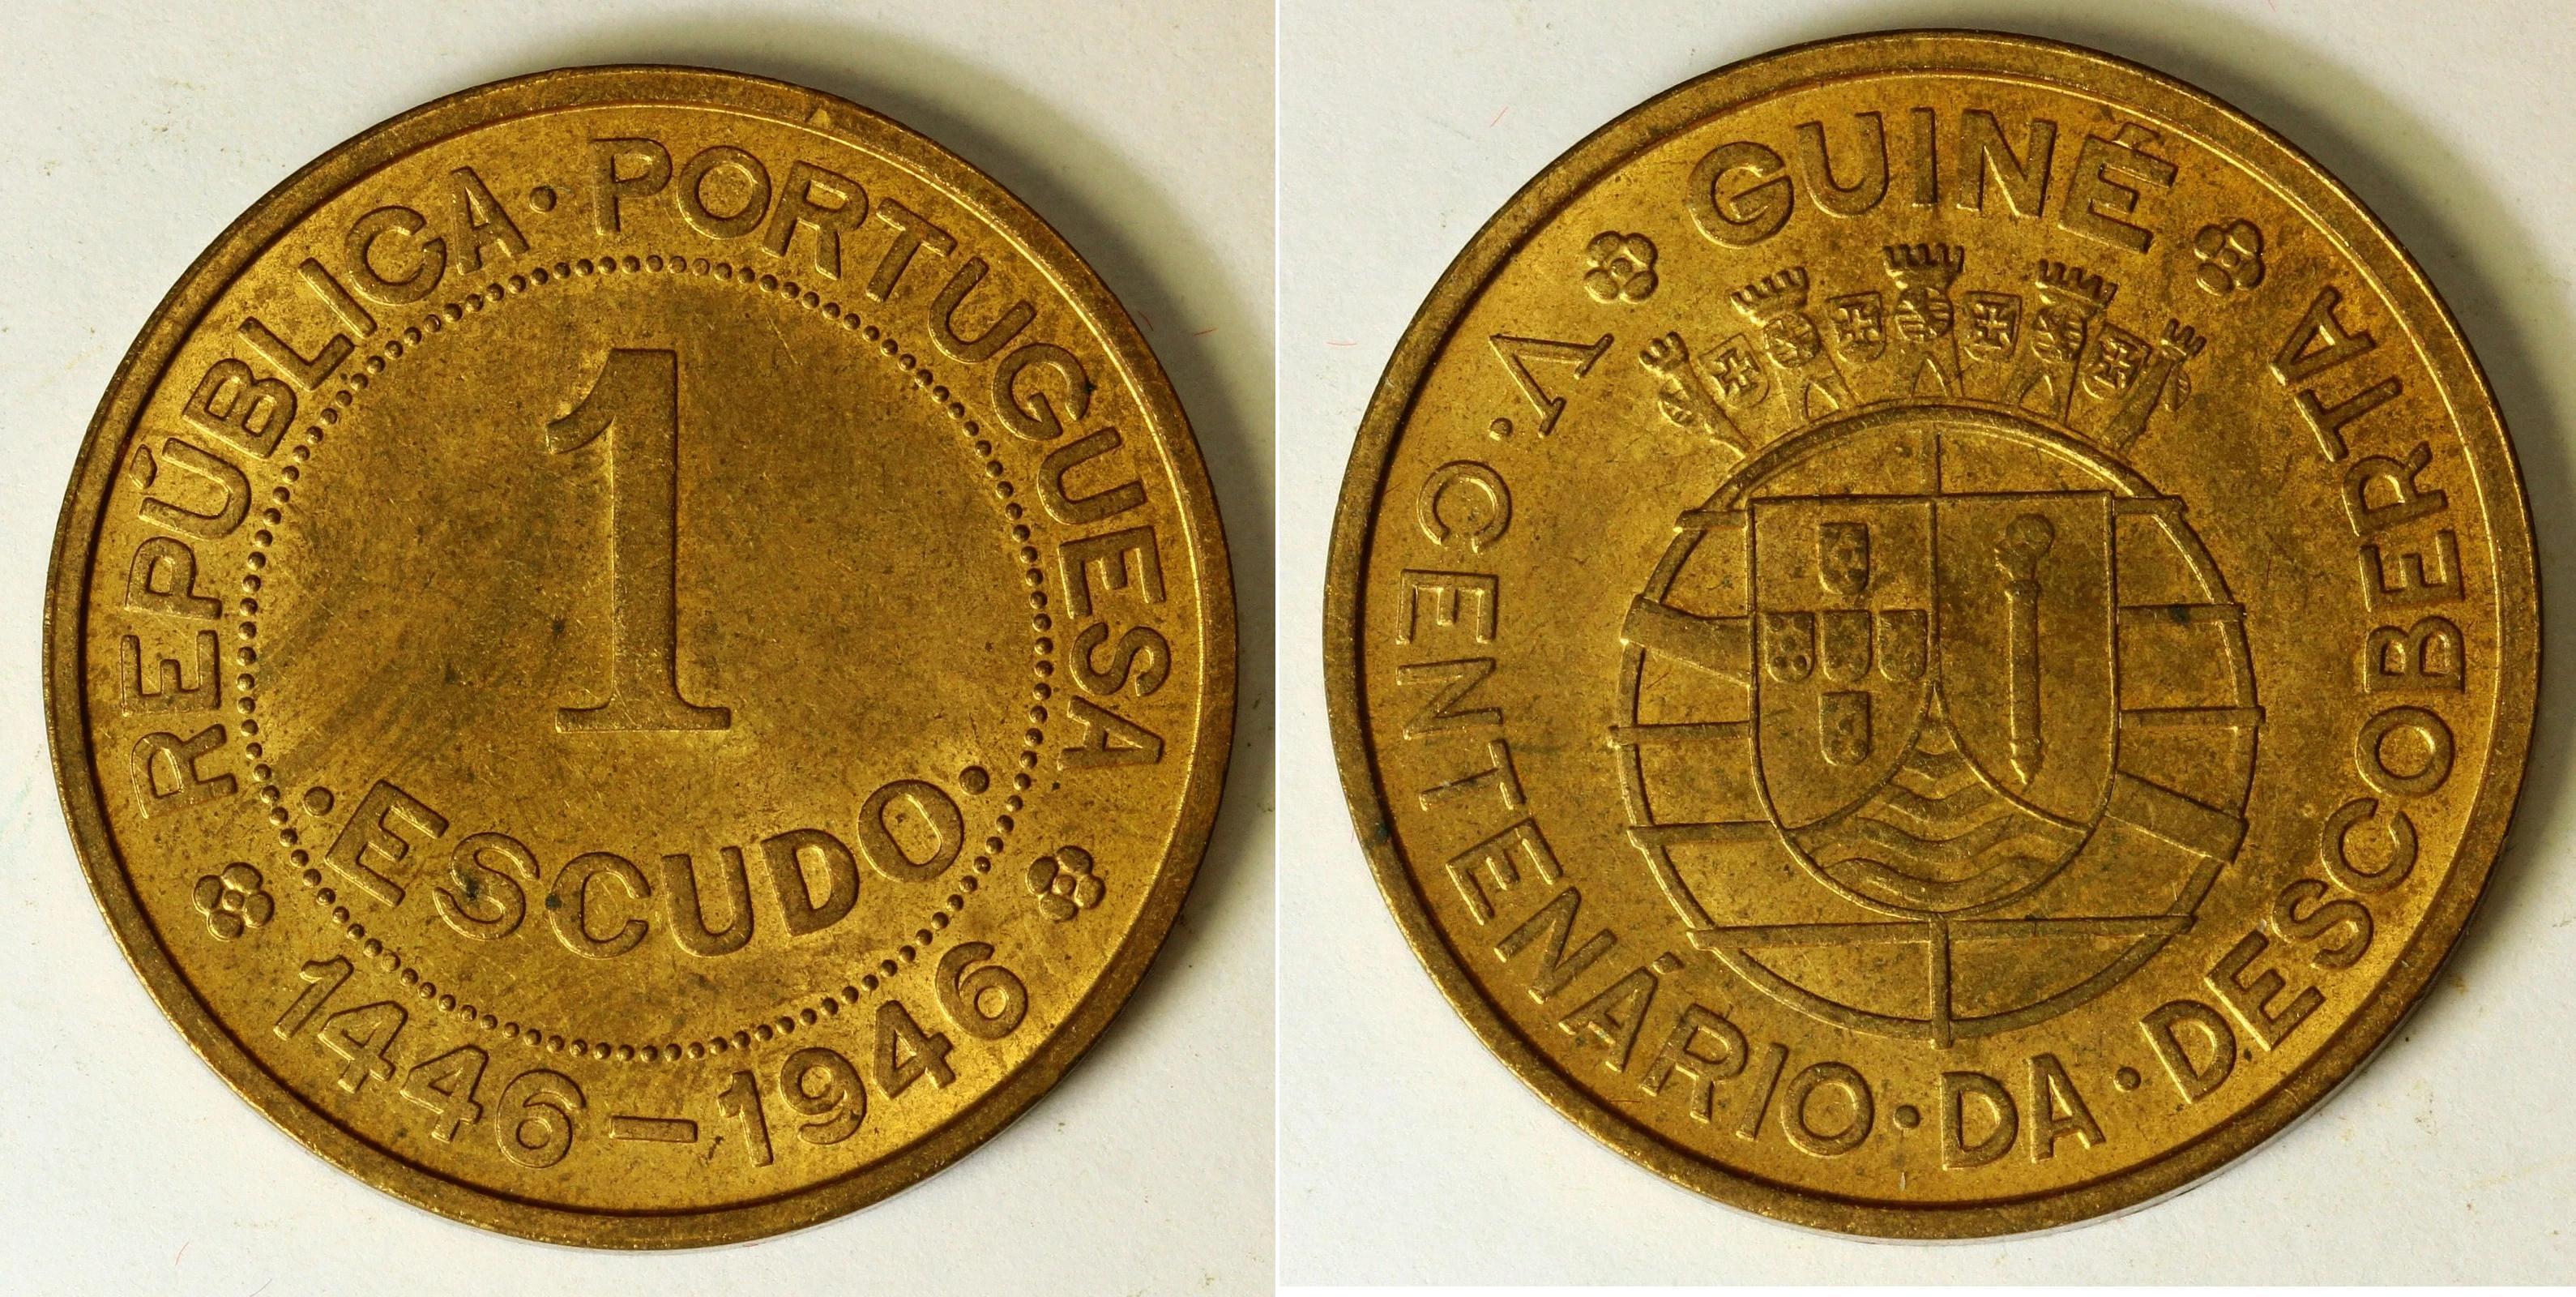 REPÚBLICA · PORTUGUESA
1
· ESCUDO ·
1446 — 1946
GUINÉ
V · CENTENÁRIO · DA · DESCOBERTA